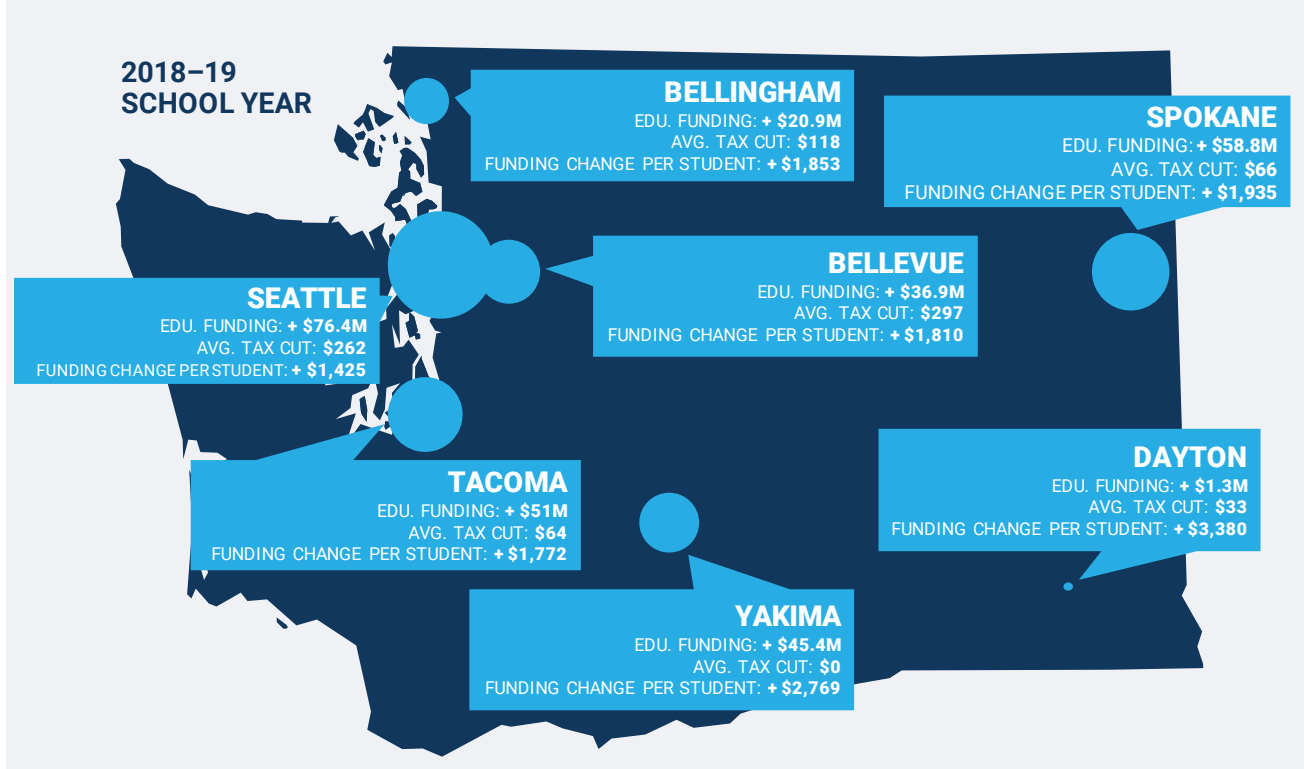 2018–19
SCHOOL YEAR
BELLINGHAM
EDU. FUNDING: + $20.9M
AVG. TAX CUT: $118
FUNDING CHANGE PER STUDENT: + $1,853
SPOKANE
EDU. FUNDING: + $58.8M
AVG. TAX CUT: $66
FUNDING CHANGE PER STUDENT: + $1,935
BELLEVUE
EDU. FUNDING: + $36.9M
AVG. TAX CUT: $297
FUNDING CHANGE PER STUDENT: + $1,810
SEATTLE
EDU. FUNDING: + $76.4M
AVG. TAX CUT: $262
FUNDING CHANGE PER STUDENT: + $1,425
TACOMA
EDU. FUNDING: + $51M
AVG. TAX CUT: $64
FUNDING CHANGE PER STUDENT: + $1,772
DAYTON
EDU. FUNDING: + $1.3M
AVG. TAX CUT: $33
FUNDING CHANGE PER STUDENT: + $3,380
YAKIMA
EDU. FUNDING: + $45.4M
AVG. TAX CUT: $0
FUNDING CHANGE PER STUDENT: + $2,769